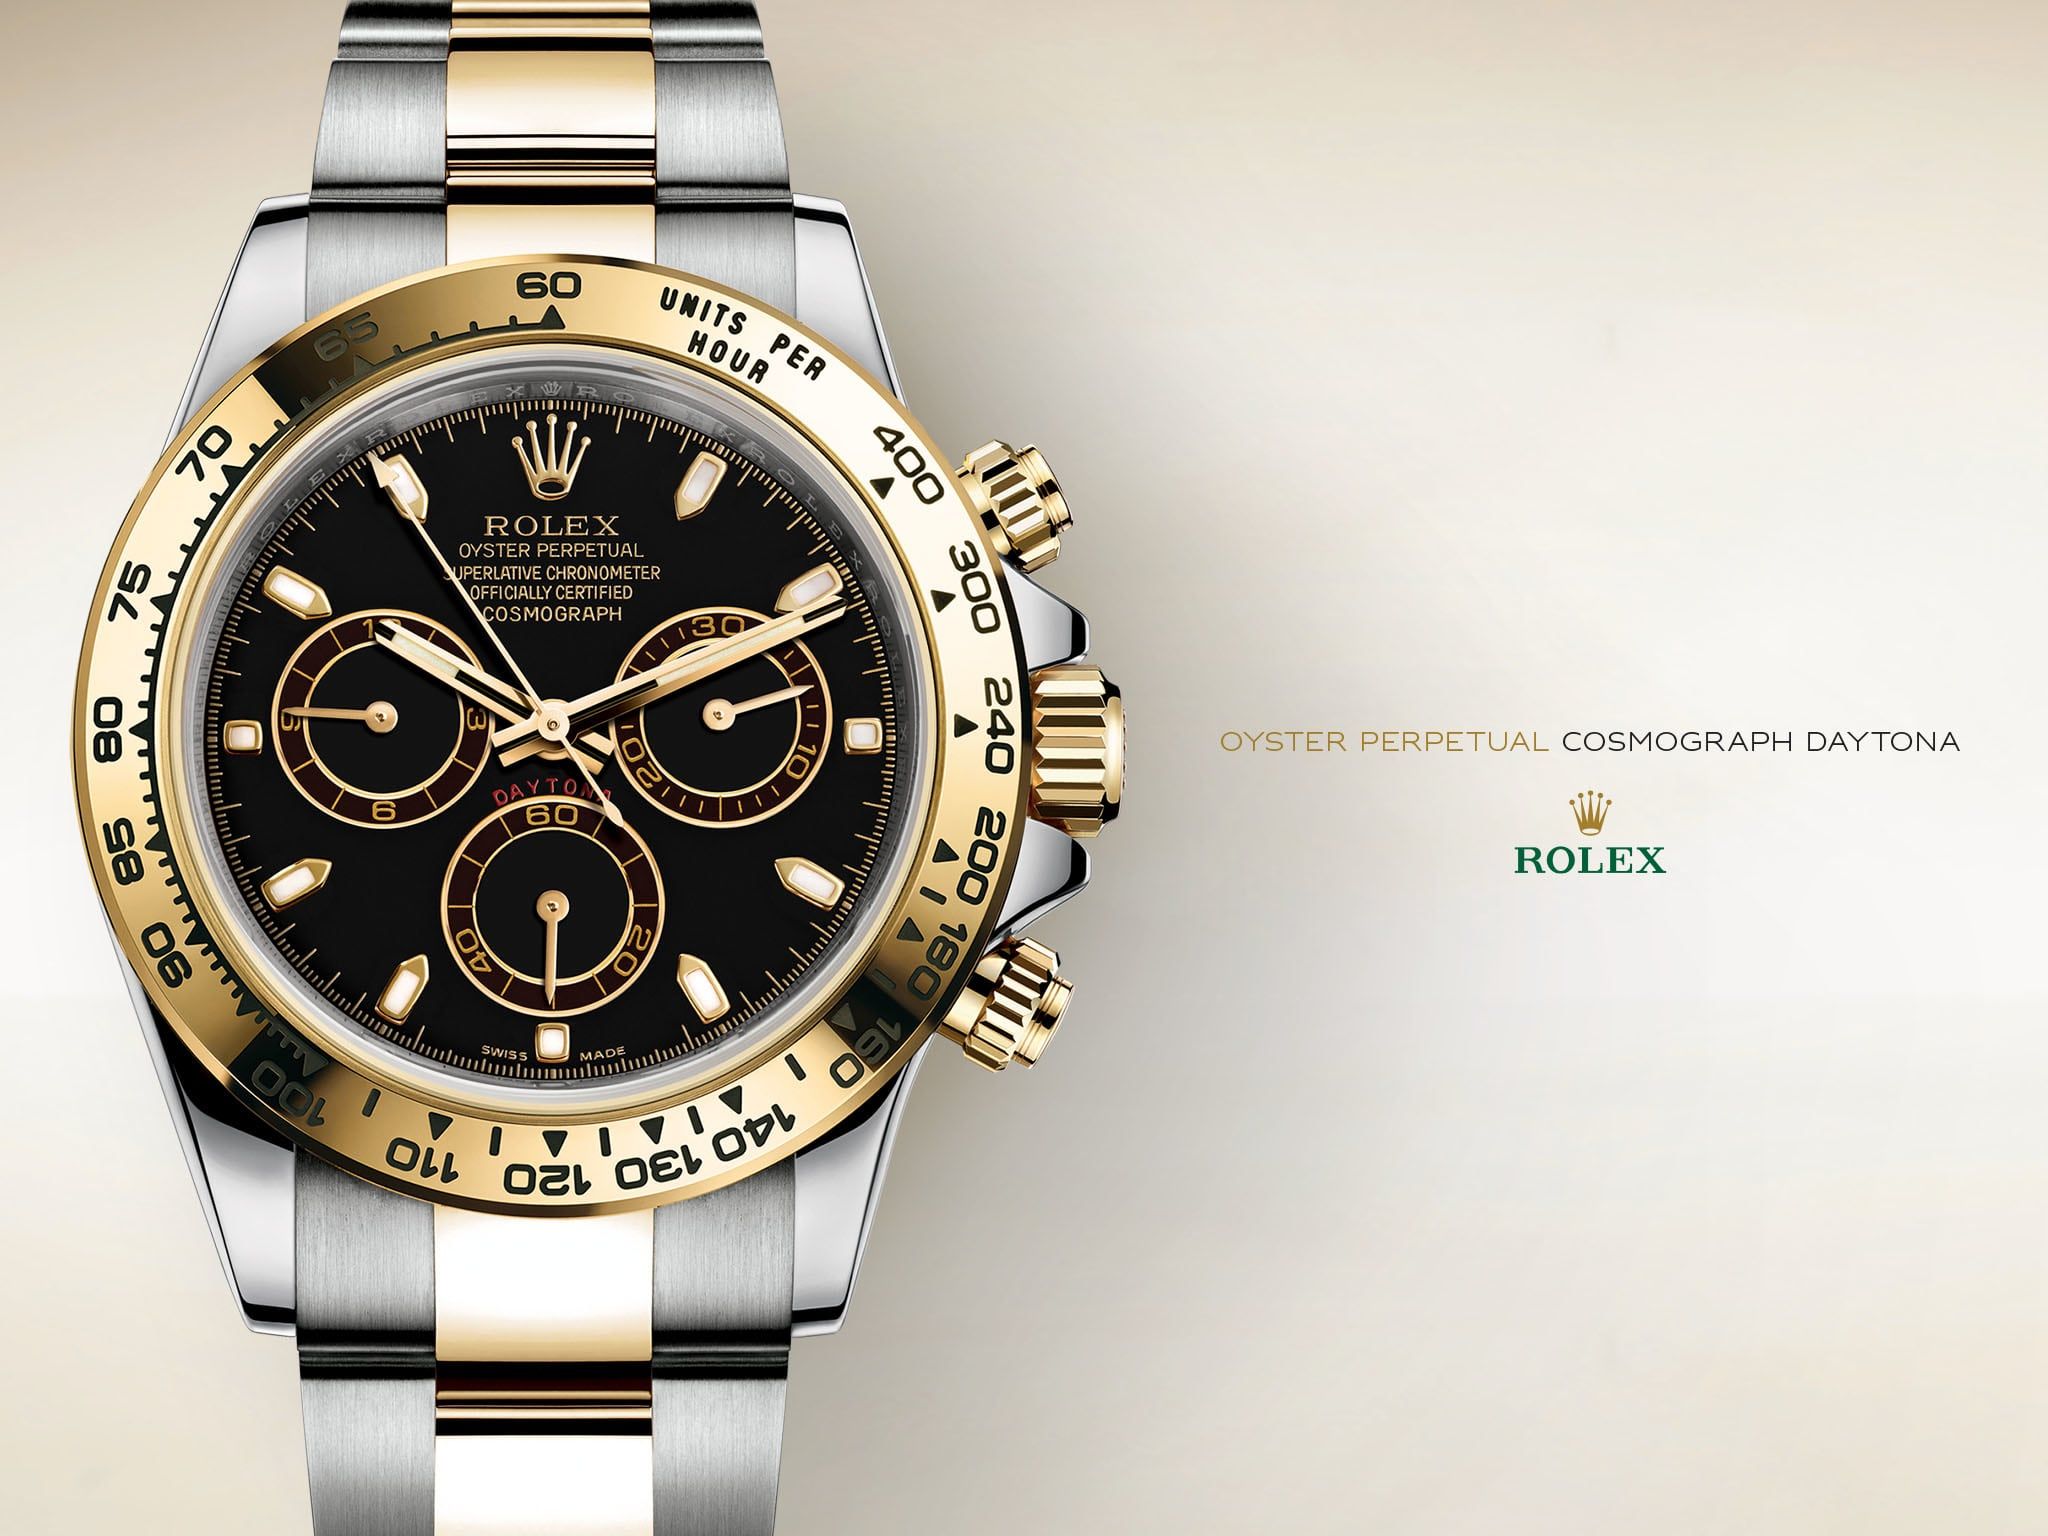 60
UNITS PER
HOUR
65
70
75
80
85
90
100
110
120
130
140
160
180
200
240
300
400
ROLEX
OYSTER PERPETUAL
SUPERLATIVE CHRONOMETER
OFFICIALLY CERTIFIED
COSMOGRAPH
3
6
30
10
20
DAYTONA
60
20
40
SWISS MADE
OYSTER PERPETUAL COSMOGRAPH DAYTONA
ROLEX